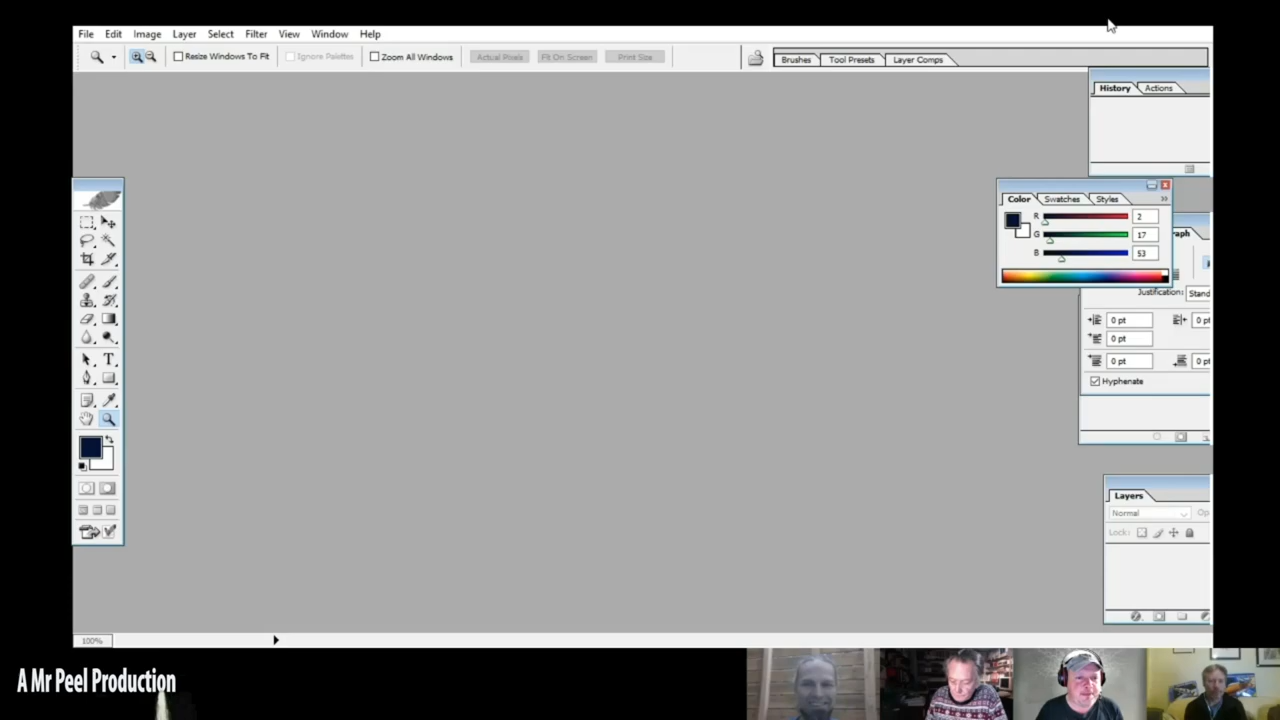 File Edit Image Layer Select Filter View Window Help
Resize Windows To Fit Ignore Palettes Zoom All Windows Actual Pixels Fit On Screen Print Size Brushes Tool Presets Layer Comps
History Actions
Color Swatches Styles
R 2
G 17
B 53
Justification:
0 pt
0 pt
0 pt
Hyphenate
Layers
Normal
Lock:
100%
A Mr Peel Production